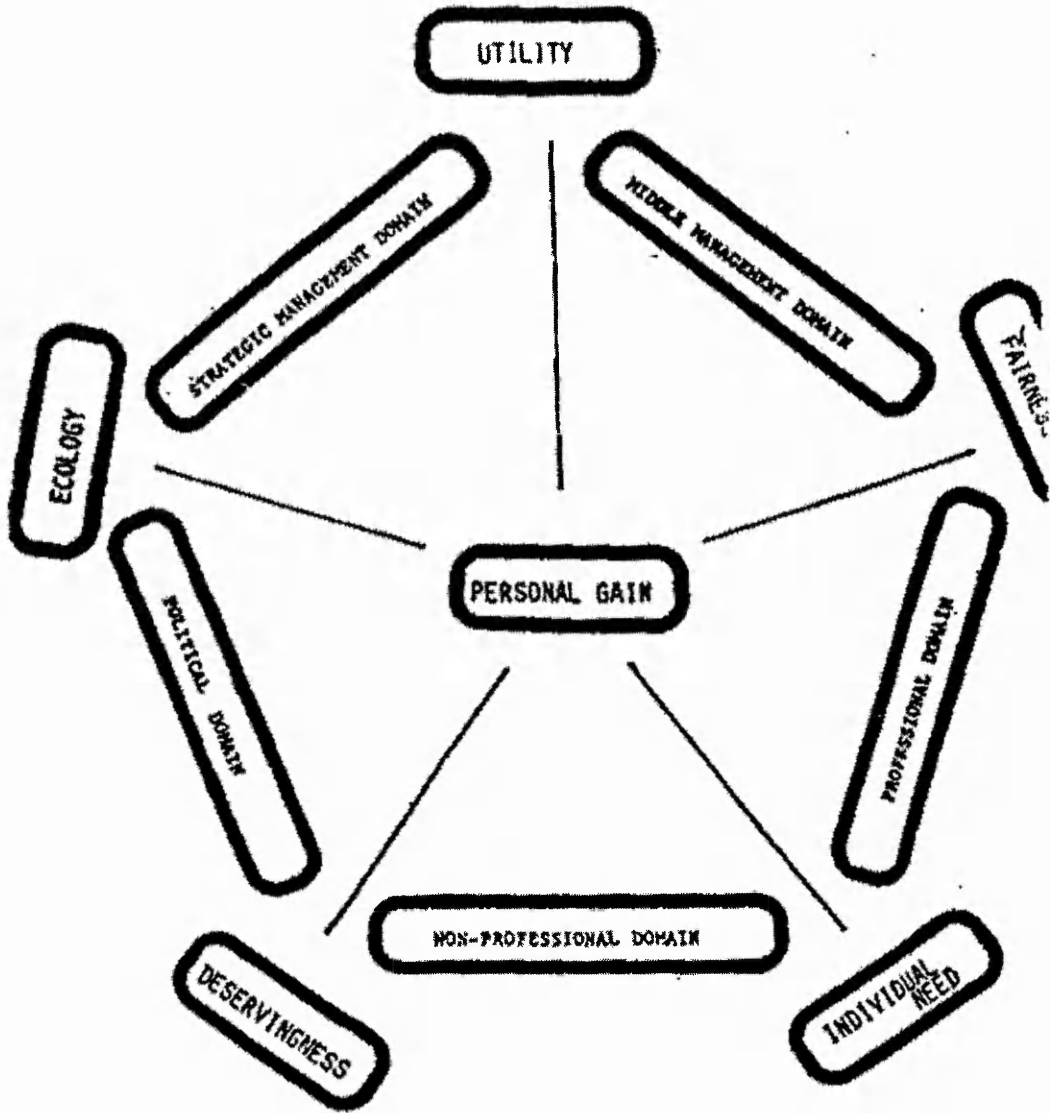 UTILITY
STRATEGIC MANAGEMENT DOMAIN
MIDDLE MANAGEMENT DOMAIN
ECOLOGY
FAIRNESS
PERSONAL GAIN
POLITICAL DOMAIN
PROFESSIONAL DOMAIN
NON-PROFESSIONAL DOMAIN
DESERVINGNESS
INDIVIDUAL
NEED